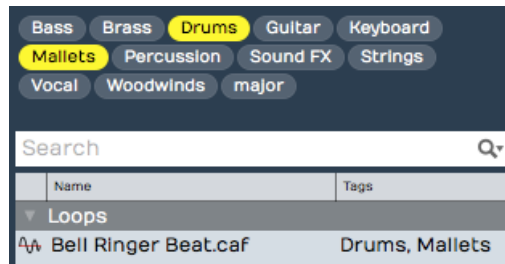 Bass Brass Drums Guitar Keyboard
Mallets Percussion Sound FX Strings
Vocal Woodwinds major
Search
Name Tags
Loops
Bell Ringer Beat.caf Drums, Mallets